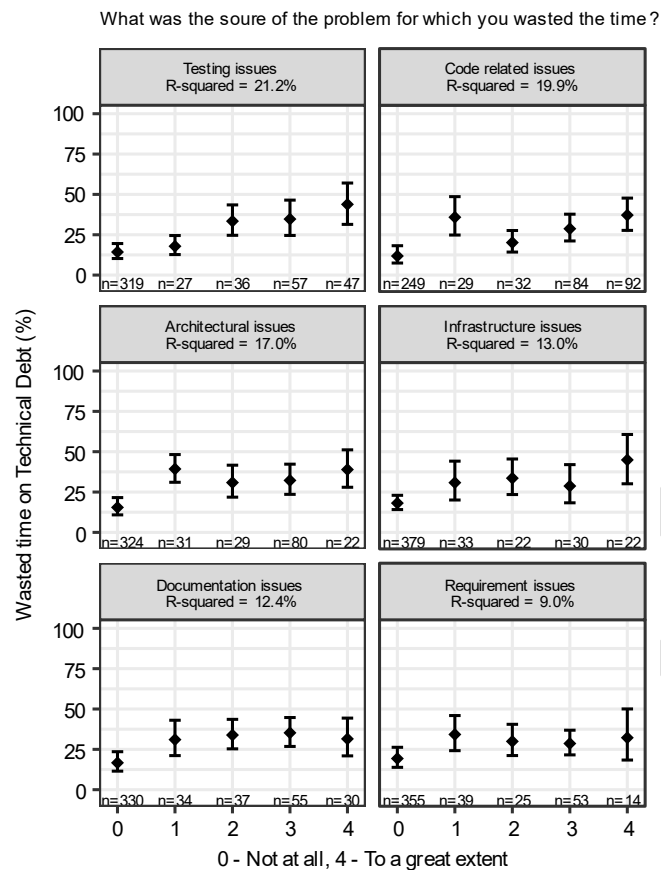 What was the soure of the problem for which you wasted the time?
Testing issues
R-squared = 21.2%
Code related issues
R-squared = 19.9%
100
75
50
25
0
n=319 n=27 n=36 n=57 n=47
n=249 n=29 n=32 n=84 n=92
Architectural issues
R-squared = 17.0%
Infrastructure issues
R-squared = 13.0%
100
75
50
25
0
n=324 n=31 n=29 n=80 n=22
n=379 n=33 n=22 n=30 n=22
Documentation issues
R-squared = 12.4%
Requirement issues
R-squared = 9.0%
100
75
50
25
0
n=330 n=34 n=37 n=55 n=30
n=355 n=39 n=25 n=53 n=14
0 1 2 3 4
0 1 2 3 4
Wasted time on Technical Debt (%)
0 - Not at all, 4 - To a great extent